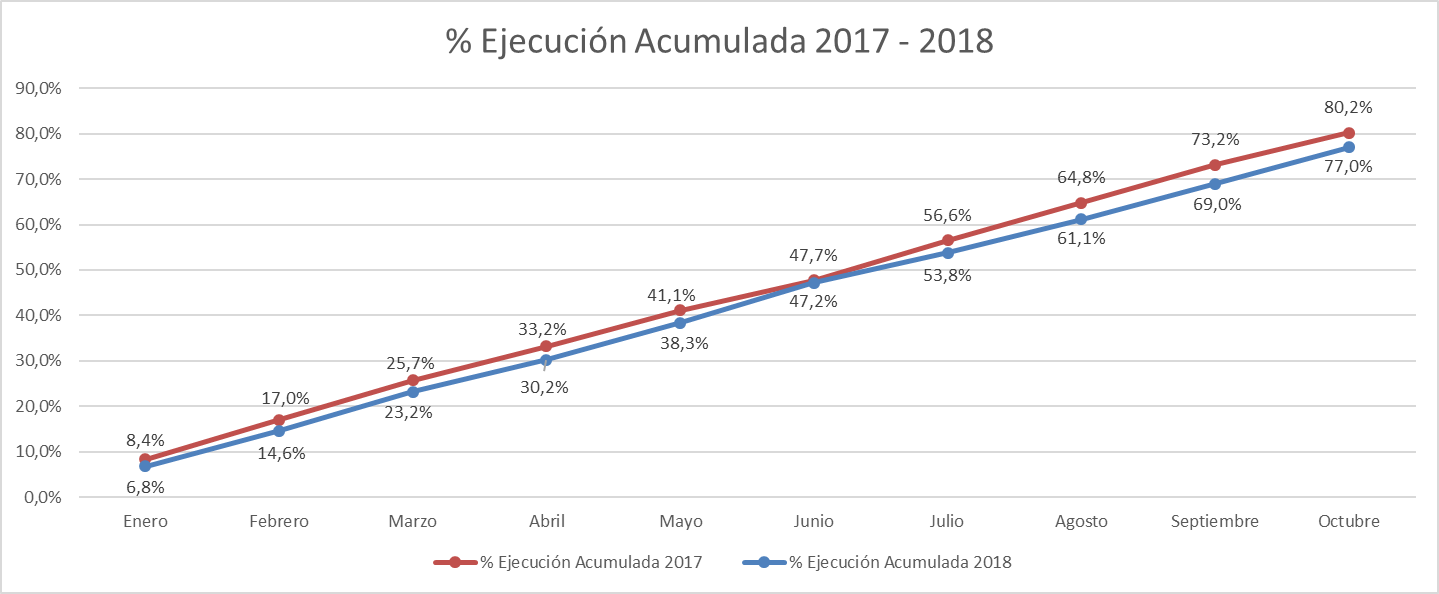 % Ejecución Acumulada 2017 - 2018
90,0%
80,0%
70,0%
60,0%
50,0%
40,0%
30,0%
20,0%
10,0%
0,0%
8,4%
17,0%
25,7%
33,2%
41,1%
47,7%
56,6%
64,8%
73,2%
80,2%
6,8%
14,6%
23,2%
30,2%
38,3%
47,2%
53,8%
61,1%
69,0%
77,0%
Enero
Febrero
Marzo
Abril
Mayo
Junio
Julio
Agosto
Septiembre
Octubre
% Ejecución Acumulada 2017
% Ejecución Acumulada 2018